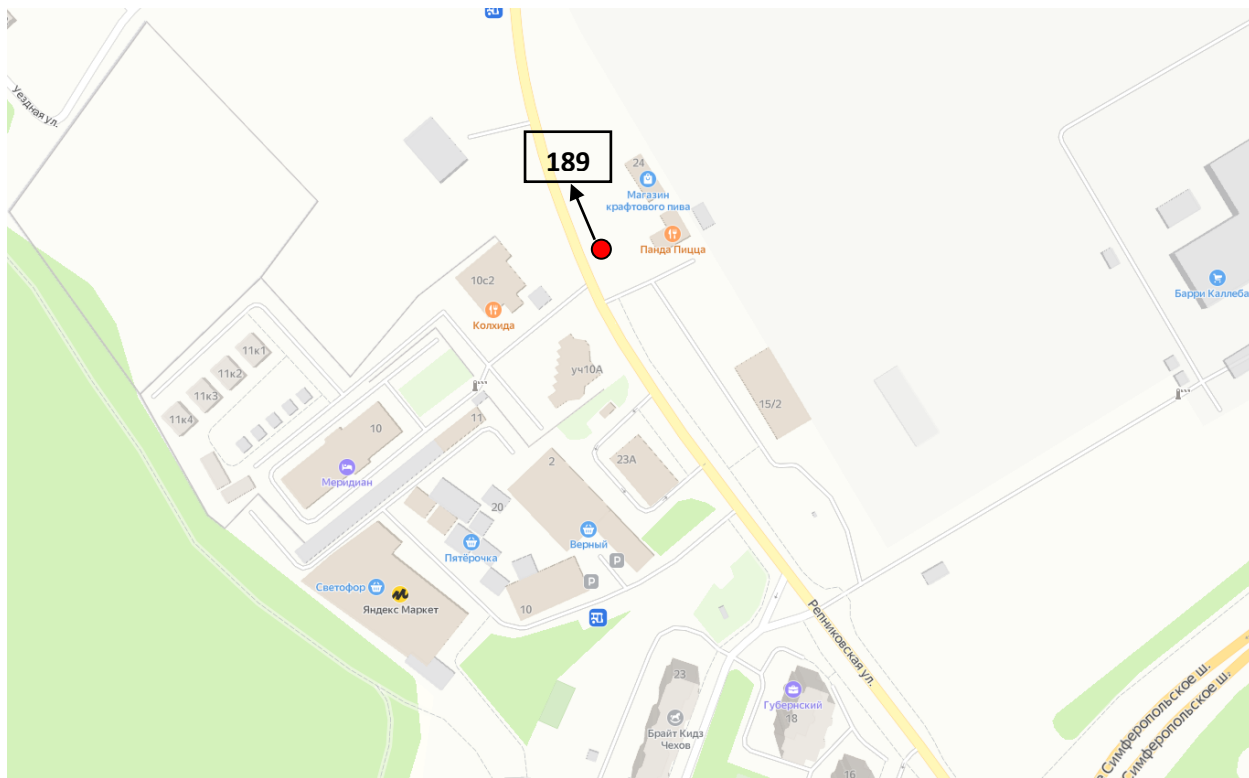 Уездная ул.
189
24
Магазин
крафтового пива
Панда Пицца
10с2
Колхида
Барри Каллеба
11к1
11к2
11к3
11к4
уч10А
15/2
10
11
Меридиан
2
23А
20
Верный
Пятёрочка
P
P
Светофор
Яндекс Маркет
10
Репниковская ул.
23
Брайт Кидз
Чехов
Губернский
18
16
Симферопольское ш.
Симферопольское ш.